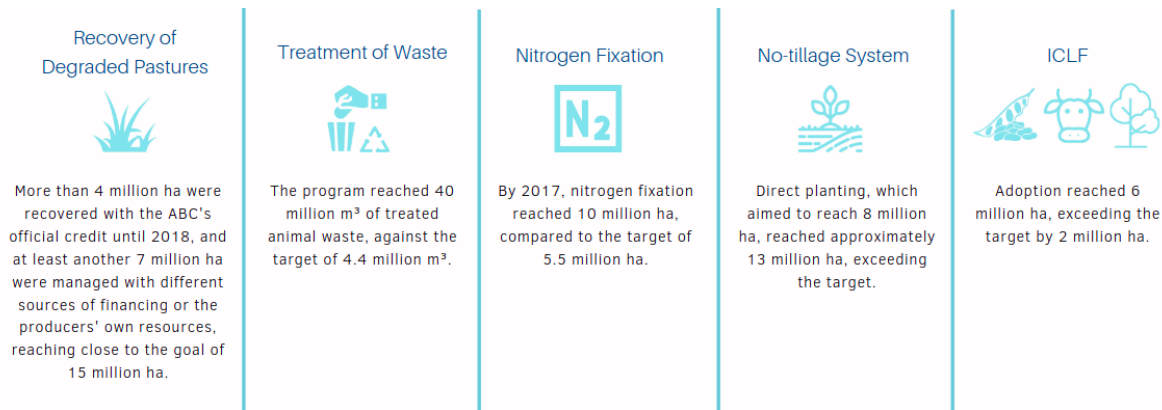 Recovery of
Degraded Pastures
More than 4 million ha were
recovered with the ABC's
official credit until 2018, and
at least another 7 million ha
were managed with different
sources of financing or the
producers' own resources,
reaching close to the goal of
15 million ha.
Treatment of Waste
The program reached 40
million m³ of treated
animal waste, against the
target of 4.4 million m³.
Nitrogen Fixation
N2
By 2017, nitrogen fixation
reached 10 million ha,
compared to the target of
5.5 million ha.
No-tillage System
Direct planting, which
aimed to reach 8 million
ha, reached approximately
13 million ha, exceeding
the target.
ICLF
Adoption reached 6
million ha, exceeding the
target by 2 million ha.